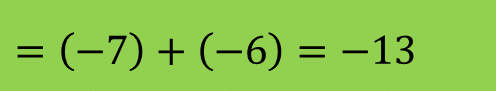 = (−7) + (−6) = −13